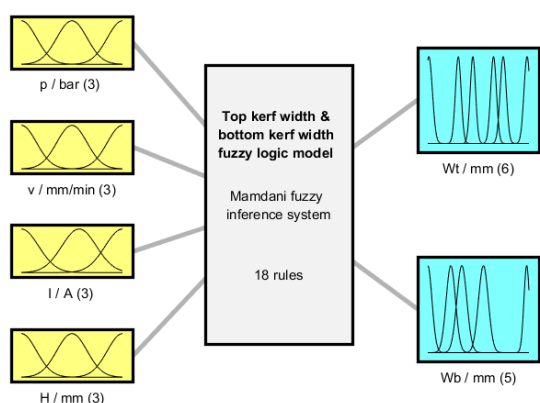 p / bar (3)
v / mm/min (3)
I / A (3)
H / mm (3)
Top kerf width &
bottom kerf width
fuzzy logic model
Mamdani fuzzy
inference system
18 rules
Wt / mm (6)
Wb / mm (5)